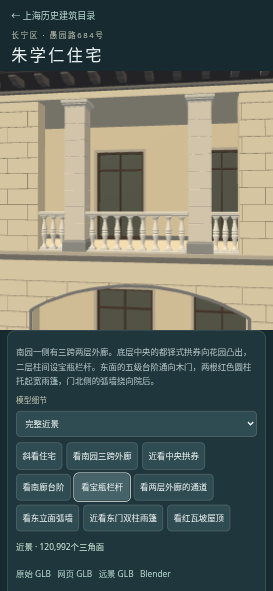 ← 上海历史建筑目录
长宁区 · 愚园路684号
朱学仁住宅
南园一侧有三跨两层外廊。底层中央的都铎式拱券向花园凸出，
二层柱间设宝瓶栏杆。东面的五级台阶通向木门，两根红色圆柱
托起宽雨篷，门北侧的弧墙绕向院后。
模型细节
完整近景
斜看住宅
看南园三跨外廊
近看中央拱券
看南廊台阶
看宝瓶栏杆
看两层外廊的通道
看东立面弧墙
近看东门双柱雨篷
看红瓦坡屋顶
近景 · 120,992个三角面
原始 GLB 网页 GLB 远景 GLB Blender